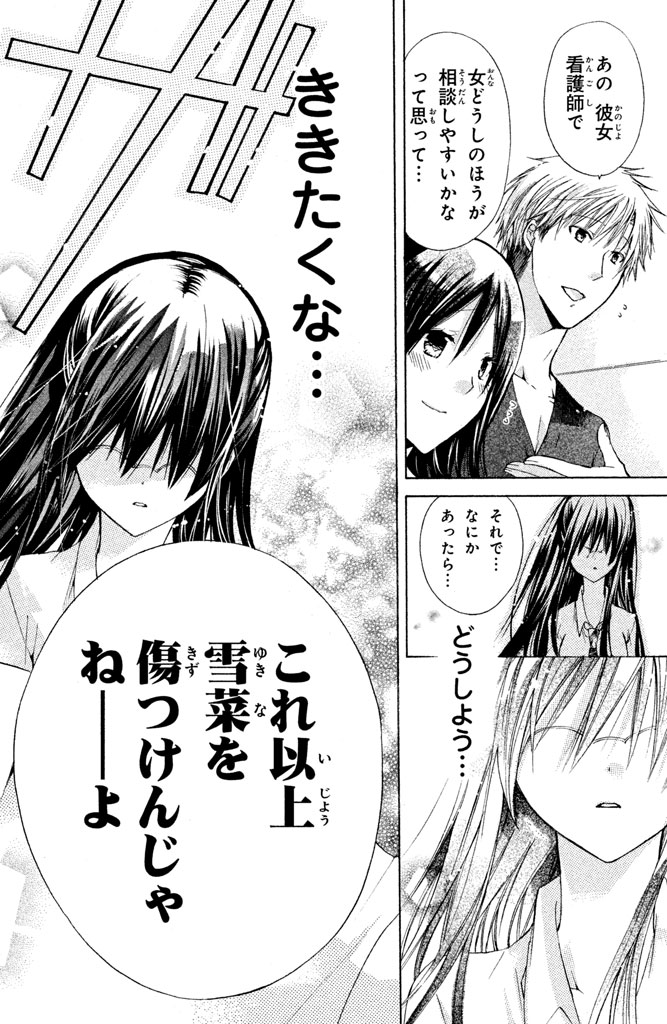 あの 彼女
看護師で
女どうしのほうが
相談しやすいかな
って思って…
それで…
なにか
あったら…
どうしよう…
ききたくな…
ザ
これ以上
雪菜を
傷つけんじゃ
ねーよ